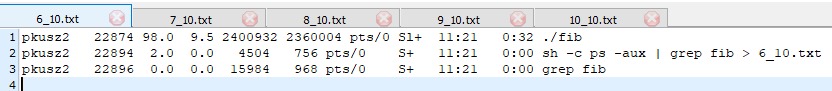 6_10.txt 7_10.txt 8_10.txt 9_10.txt 10_10.txt
1 pkusz2 22874 98.0 9.5 2400932 2360004 pts/0 Sl+ 11:21 0:32 ./fib
2 pkusz2 22894 2.0 0.0 4504 756 pts/0 S+ 11:21 0:00 sh -c ps -aux | grep fib > 6_10.txt
3 pkusz2 22896 0.0 0.0 15984 968 pts/0 S+ 11:21 0:00 grep fib
4